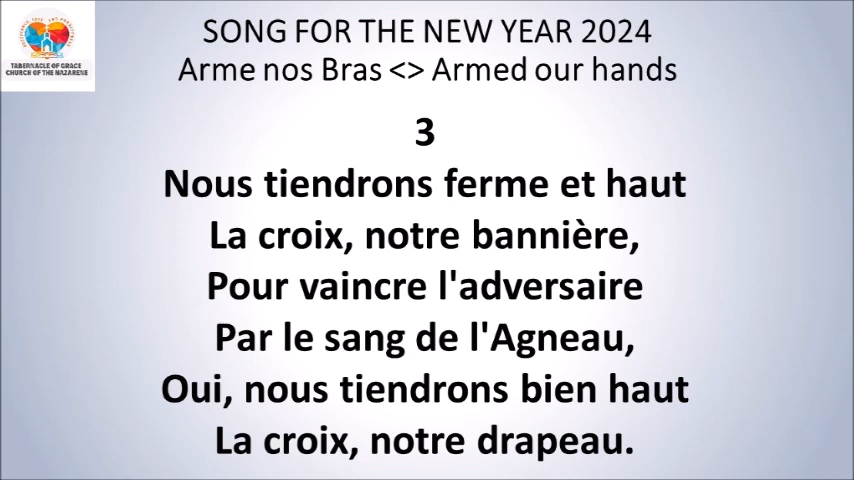 TABERNACLE OF GRACE
CHURCH OF THE NAZARENE
SONG FOR THE NEW YEAR 2024
Arme nos Bras <> Armed our hands
3
Nous tiendrons ferme et haut
La croix, notre bannière,
Pour vaincre l'adversaire
Par le sang de l'Agneau,
Oui, nous tiendrons bien haut
La croix, notre drapeau.